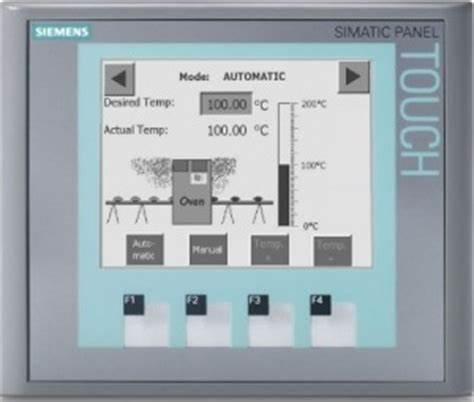 SIEMENS
SIMATIC PANEL
TOUCH
Mode: AUTOMATIC
Desired Temp: 100.00 °C
200°C
Actual Temp: 100.00 °C
100°C
Oven
0°C
Auto-
matic
Manual
Temp.
+
Temp.
-
F1
F2
F3
F4